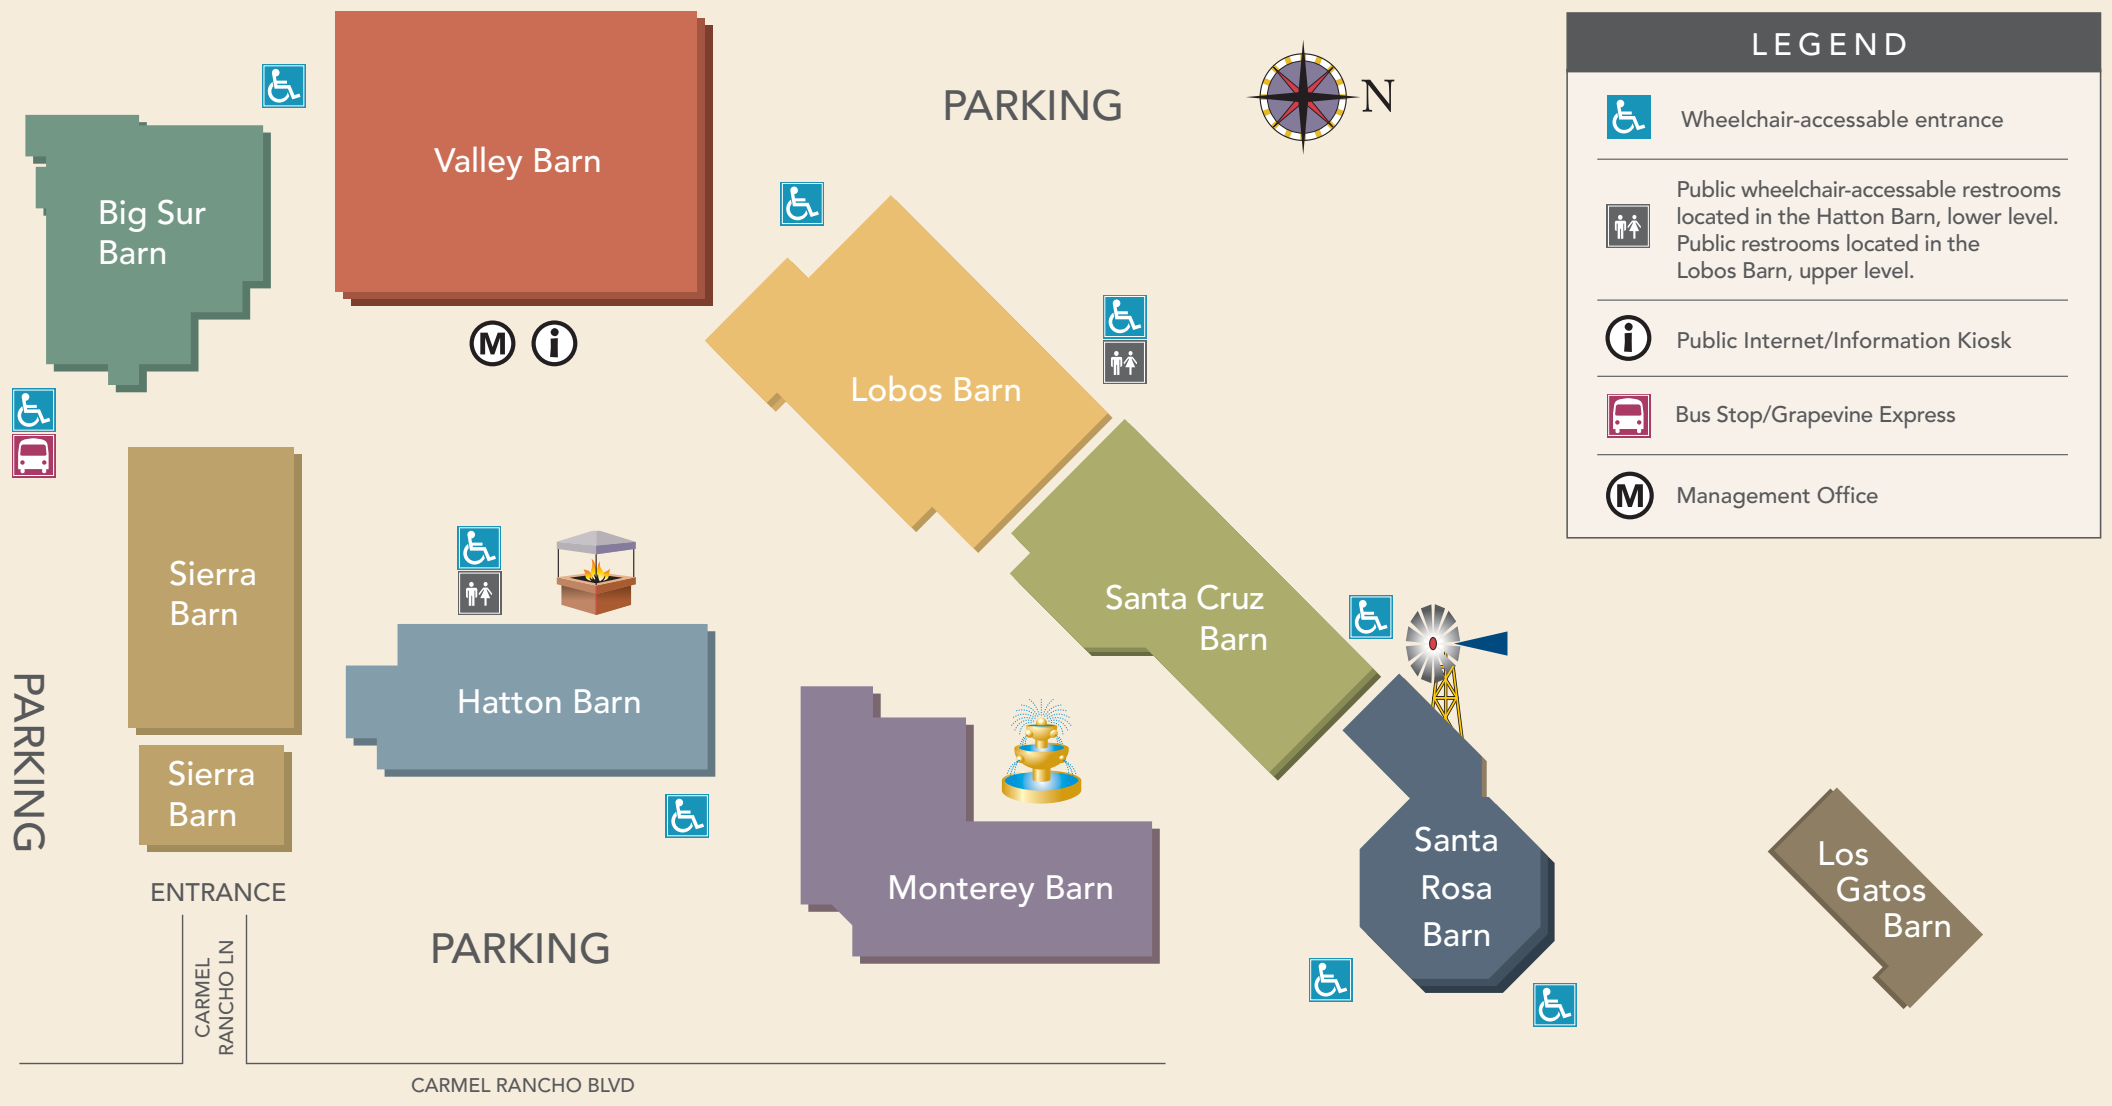 LEGEND
Wheelchair-accessable entrance
Public wheelchair-accessable restrooms
located in the Hatton Barn, lower level.
Public restrooms located in the
Lobos Barn, upper level.
i
Public Internet/Information Kiosk
Bus Stop/Grapevine Express
M
Management Office
PARKING
N
Valley Barn
Big Sur
Barn
M
i
Lobos Barn
Sierra
Barn
Santa Cruz
Barn
Hatton Barn
PARKING
Sierra
Barn
Monterey Barn
Santa
Rosa
Barn
Los
Gatos
Barn
ENTRANCE
PARKING
CARMEL
RANCHO LN
CARMEL RANCHO BLVD